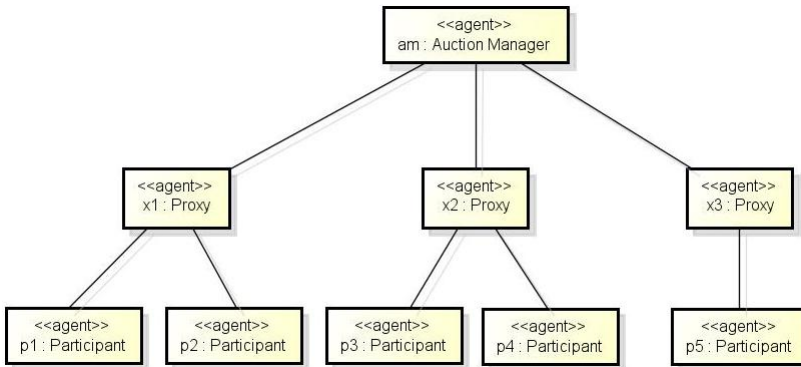 <<agent>>
am : Auction Manager
<<agent>>
x1 : Proxy
<<agent>>
x2 : Proxy
<<agent>>
x3 : Proxy
<<agent>>
p1 : Participant
<<agent>>
p2 : Participant
<<agent>>
p3 : Participant
<<agent>>
p4 : Participant
<<agent>>
p5 : Participant